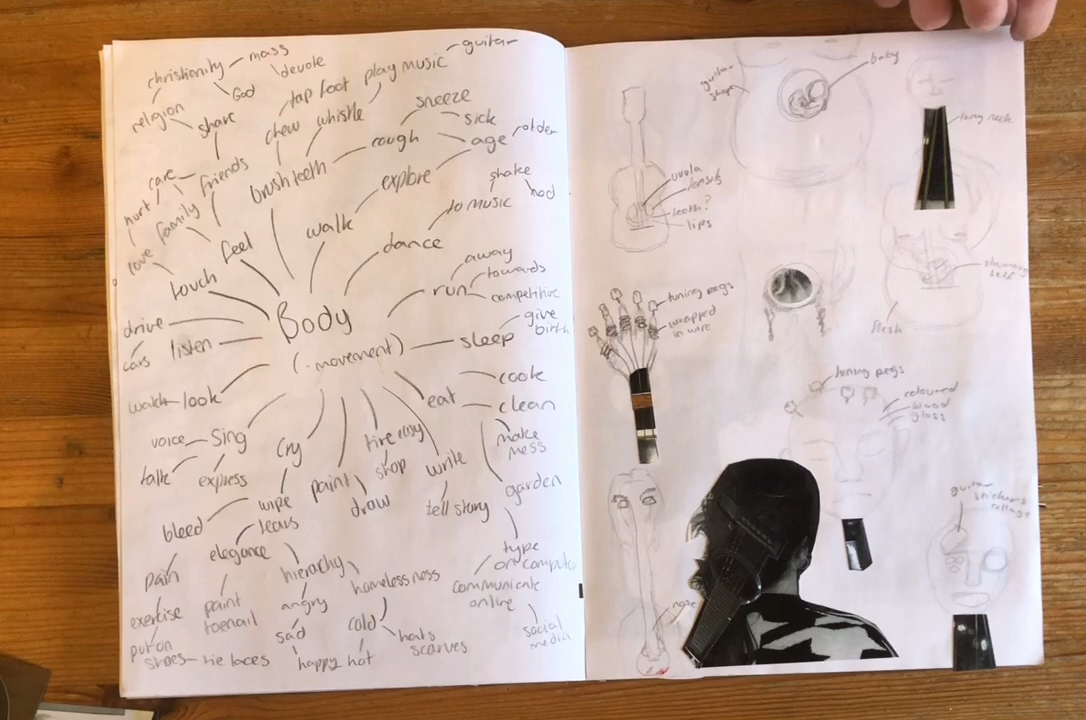 christianity
mass
devote
God
religion
share
tap foot
play music
guitar
chew
whistle
sneeze
cough
sick
age
older
care
friends
hurt
love
family
feel
touch
brush teeth
walk
explore
dance
to music
shake
nod
run
away
towards
competitive
sleep
give
birth
Body
(movement)
drive
cars
listen
watch
look
voice
Sing
talk
express
cry
wipe
tears
bleed
pain
exercise
put on
shoes
tie laces
elegance
paint
toenail
hierarchy
angry
sad
happy
hot
cold
homelessness
hats
scarves
paint
draw
shop
write
tell story
eat
cook
clean
make
mess
garden
type
on computer
communicate
online
social
media
guitar
shape
baby
long neck
uvula
tonsils
teeth?
lips
tuning pegs
wrapped
in wire
flesh
tuning pegs
coloured
wood
gloss
guitar
stickers
collage